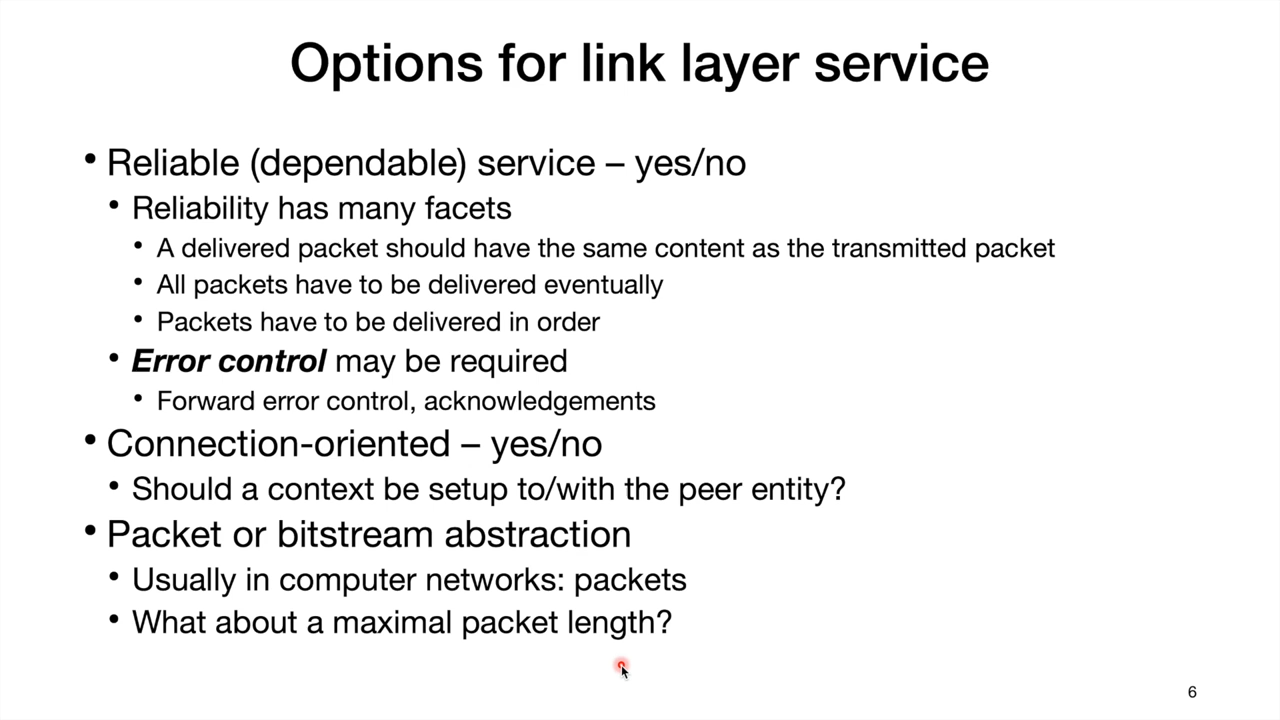 Options for link layer service
• Reliable (dependable) service – yes/no
• Reliability has many facets
• A delivered packet should have the same content as the transmitted packet
• All packets have to be delivered eventually
• Packets have to be delivered in order
• Error control may be required
• Forward error control, acknowledgements
• Connection-oriented – yes/no
• Should a context be setup to/with the peer entity?
• Packet or bitstream abstraction
• Usually in computer networks: packets
• What about a maximal packet length?
6